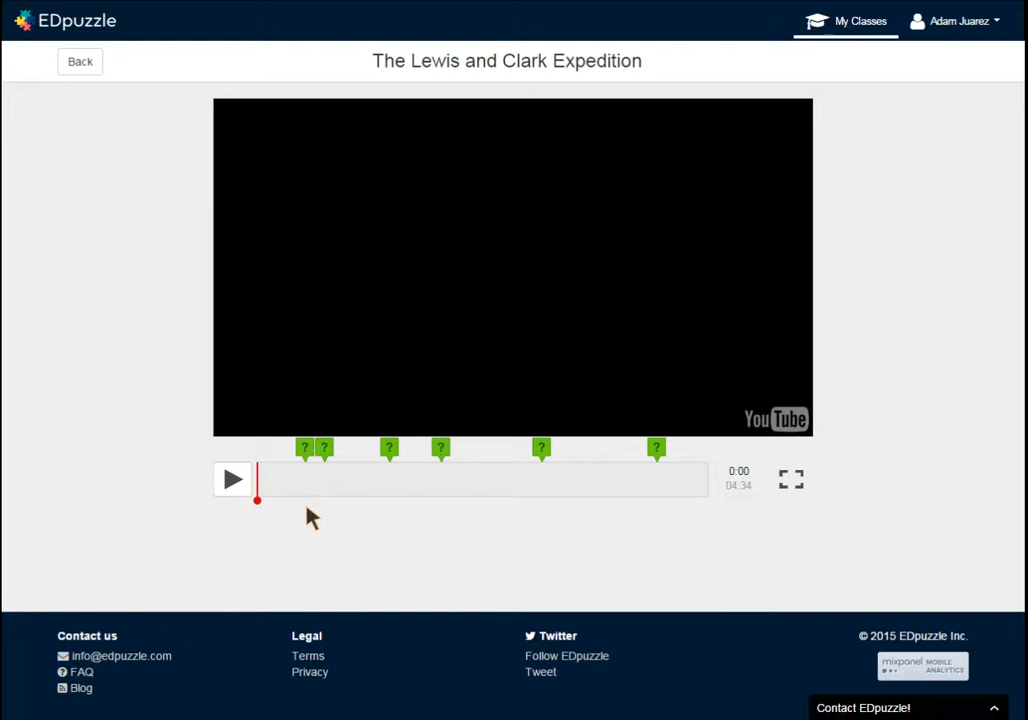 EDpuzzle
My Classes
Adam Juarez
Back
The Lewis and Clark Expedition
YouTube
? ? ? ? ? ?
0:00
04:34
Contact us
info@edpuzzle.com
FAQ
Blog
Legal
Terms
Privacy
Twitter
Follow EDpuzzle
Tweet
© 2015 EDpuzzle Inc.
mixpanel MOBILE
ANALYTICS
Contact EDpuzzle!